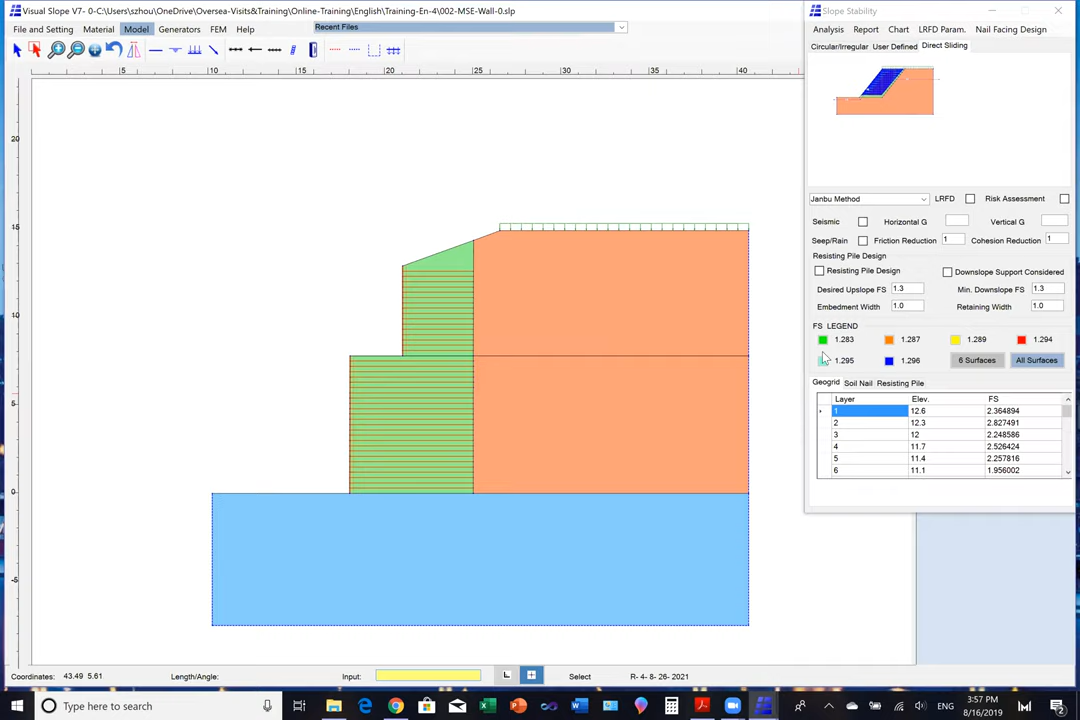 Visual Slope V7- 0-C:\Users\szhou\OneDrive\Oversea-Visits&Training\Online-Training\English\Training-En-4\002-MSE-Wall-0.slp
File and Setting Material Model Generators FEM Help
Recent Files
5 10 15 20 25 30 35 40
20
15
10
5
0
-5
Coordinates: 43.49 5.61 Length/Angle: Input: Select R- 4- 8- 26- 2021
Slope Stability
Analysis Report Chart LRFD Param. Nail Facing Design
Circular/Irregular User Defined Direct Sliding
Janbu Method LRFD Risk Assessment
Seismic Horizontal G Vertical G
Seep/Rain Friction Reduction 1 Cohesion Reduction 1
Resisting Pile Design
Resisting Pile Design Downslope Support Considered
Desired Upslope FS 1.3 Min. Downslope FS 1.3
Embedment Width 1.0 Retaining Width 1.0
FS LEGEND
1.283 1.287 1.289 1.294
1.295 1.296 6 Surfaces All Surfaces
Geogrid Soil Nail Resisting Pile
Layer Elev. FS
1 12.6 2.364894
2 12.3 2.827491
3 12 2.248586
4 11.7 2.526424
5 11.4 2.257816
6 11.1 1.956002
Type here to search
ENG
3:57 PM
8/16/2019
2